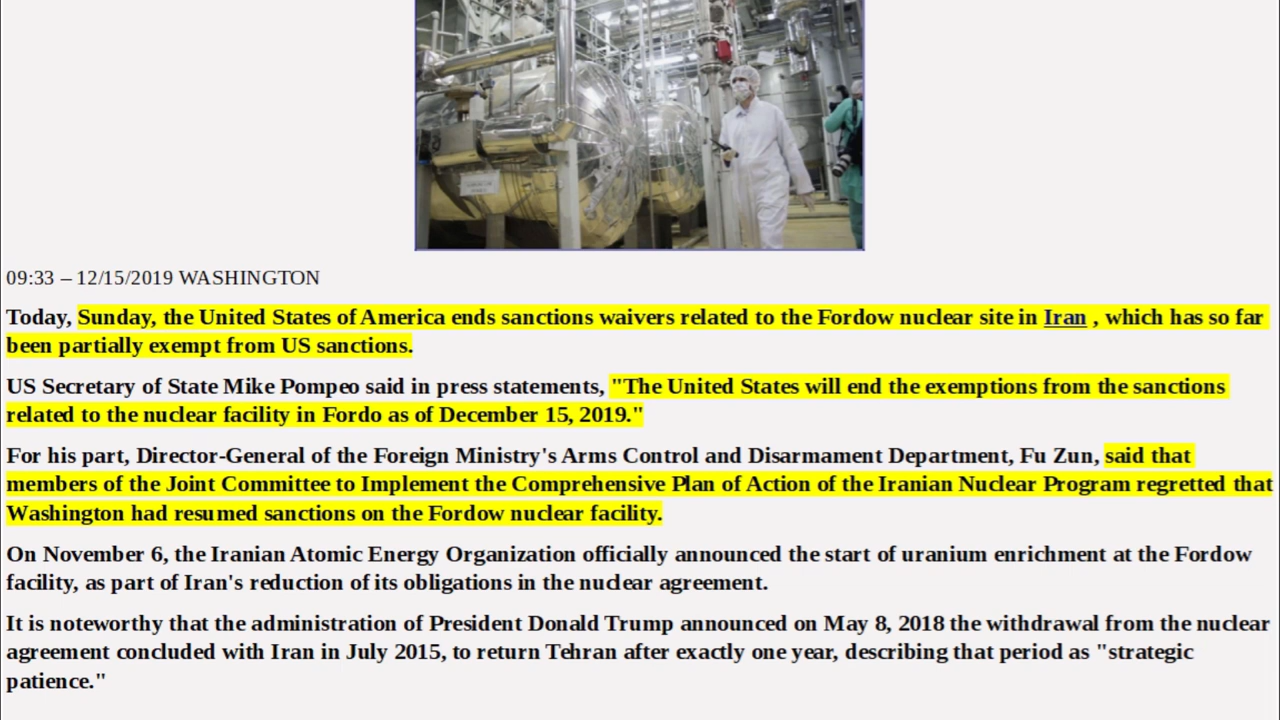 09:33 – 12/15/2019 WASHINGTON
Today, Sunday, the United States of America ends sanctions waivers related to the Fordow nuclear site in Iran , which has so far
been partially exempt from US sanctions.
US Secretary of State Mike Pompeo said in press statements, "The United States will end the exemptions from the sanctions
related to the nuclear facility in Fordo as of December 15, 2019."
For his part, Director-General of the Foreign Ministry's Arms Control and Disarmament Department, Fu Zun, said that
members of the Joint Committee to Implement the Comprehensive Plan of Action of the Iranian Nuclear Program regretted that
Washington had resumed sanctions on the Fordow nuclear facility.
On November 6, the Iranian Atomic Energy Organization officially announced the start of uranium enrichment at the Fordow
facility, as part of Iran's reduction of its obligations in the nuclear agreement.
It is noteworthy that the administration of President Donald Trump announced on May 8, 2018 the withdrawal from the nuclear
agreement concluded with Iran in July 2015, to return Tehran after exactly one year, describing that period as "strategic
patience."